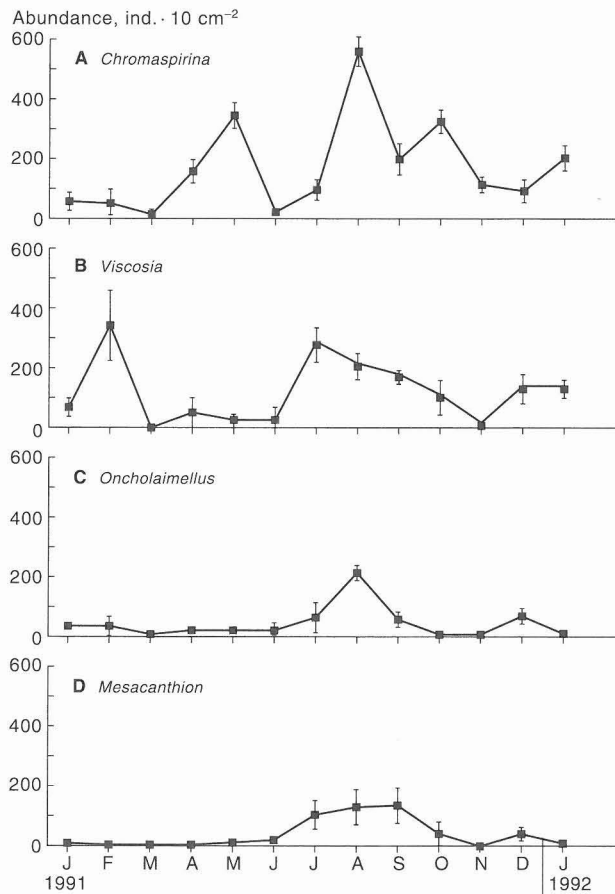 Abundance, ind. · 10 cm⁻²
600
A Chromaspirina
400
200
0
600
B Viscosia
400
200
0
600
C Oncholaimellus
400
200
0
600
D Mesacanthion
400
200
0
J F M A M J J A S O N D J
1991 1992